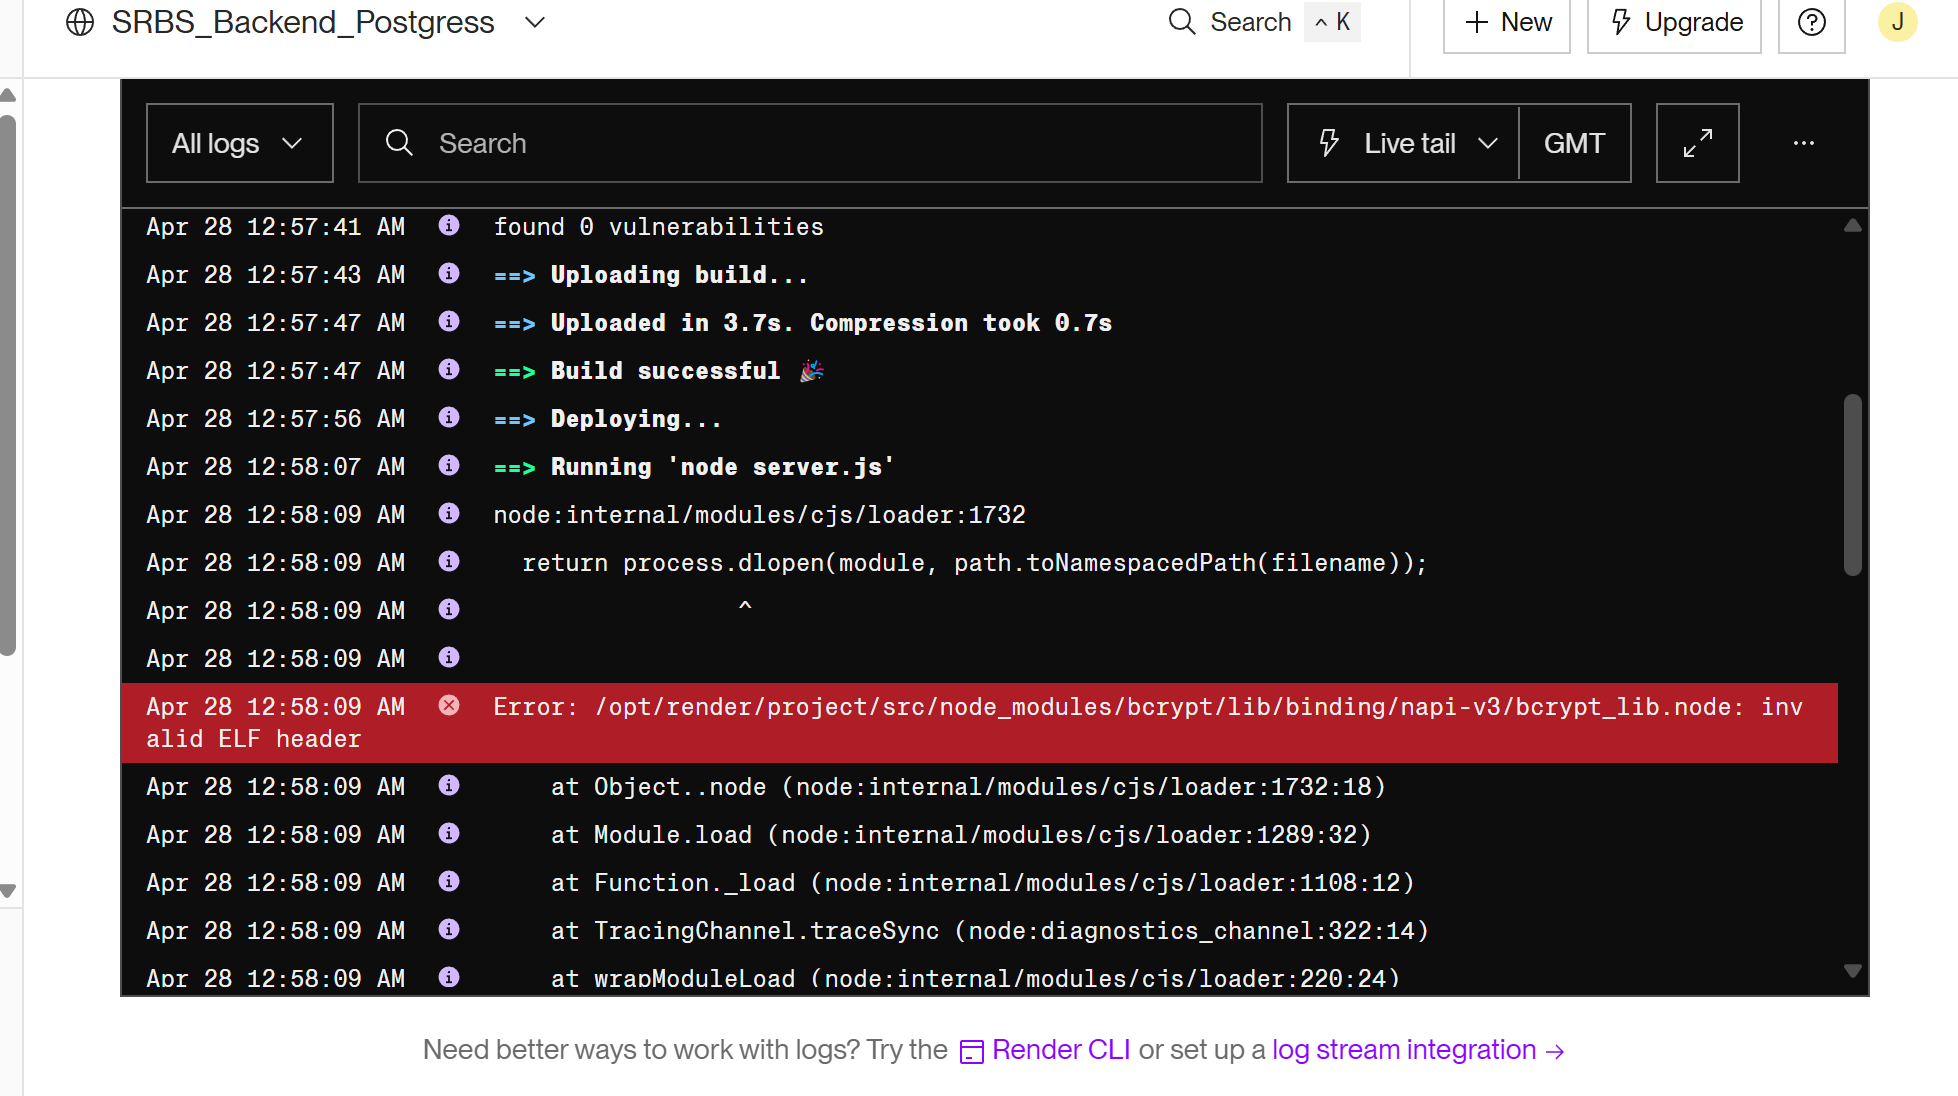 SRBS_Backend_Postgress
Search ^ K
New
Upgrade
J
All logs
Search
Live tail
GMT
Apr 28 12:57:41 AM found 0 vulnerabilities
Apr 28 12:57:43 AM ==> Uploading build...
Apr 28 12:57:47 AM ==> Uploaded in 3.7s. Compression took 0.7s
Apr 28 12:57:47 AM ==> Build successful 🎉
Apr 28 12:57:56 AM ==> Deploying...
Apr 28 12:58:07 AM ==> Running 'node server.js'
Apr 28 12:58:09 AM node:internal/modules/cjs/loader:1732
Apr 28 12:58:09 AM   return process.dlopen(module, path.toNamespacedPath(filename));
Apr 28 12:58:09 AM                  ^
Apr 28 12:58:09 AM
Apr 28 12:58:09 AM Error: /opt/render/project/src/node_modules/bcrypt/lib/binding/napi-v3/bcrypt_lib.node: inv
alid ELF header
Apr 28 12:58:09 AM     at Object..node (node:internal/modules/cjs/loader:1732:18)
Apr 28 12:58:09 AM     at Module.load (node:internal/modules/cjs/loader:1289:32)
Apr 28 12:58:09 AM     at Function._load (node:internal/modules/cjs/loader:1108:12)
Apr 28 12:58:09 AM     at TracingChannel.traceSync (node:diagnostics_channel:322:14)
Apr 28 12:58:09 AM     at wrapModuleLoad (node:internal/modules/cjs/loader:220:24)
Need better ways to work with logs? Try the Render CLI or set up a log stream integration →